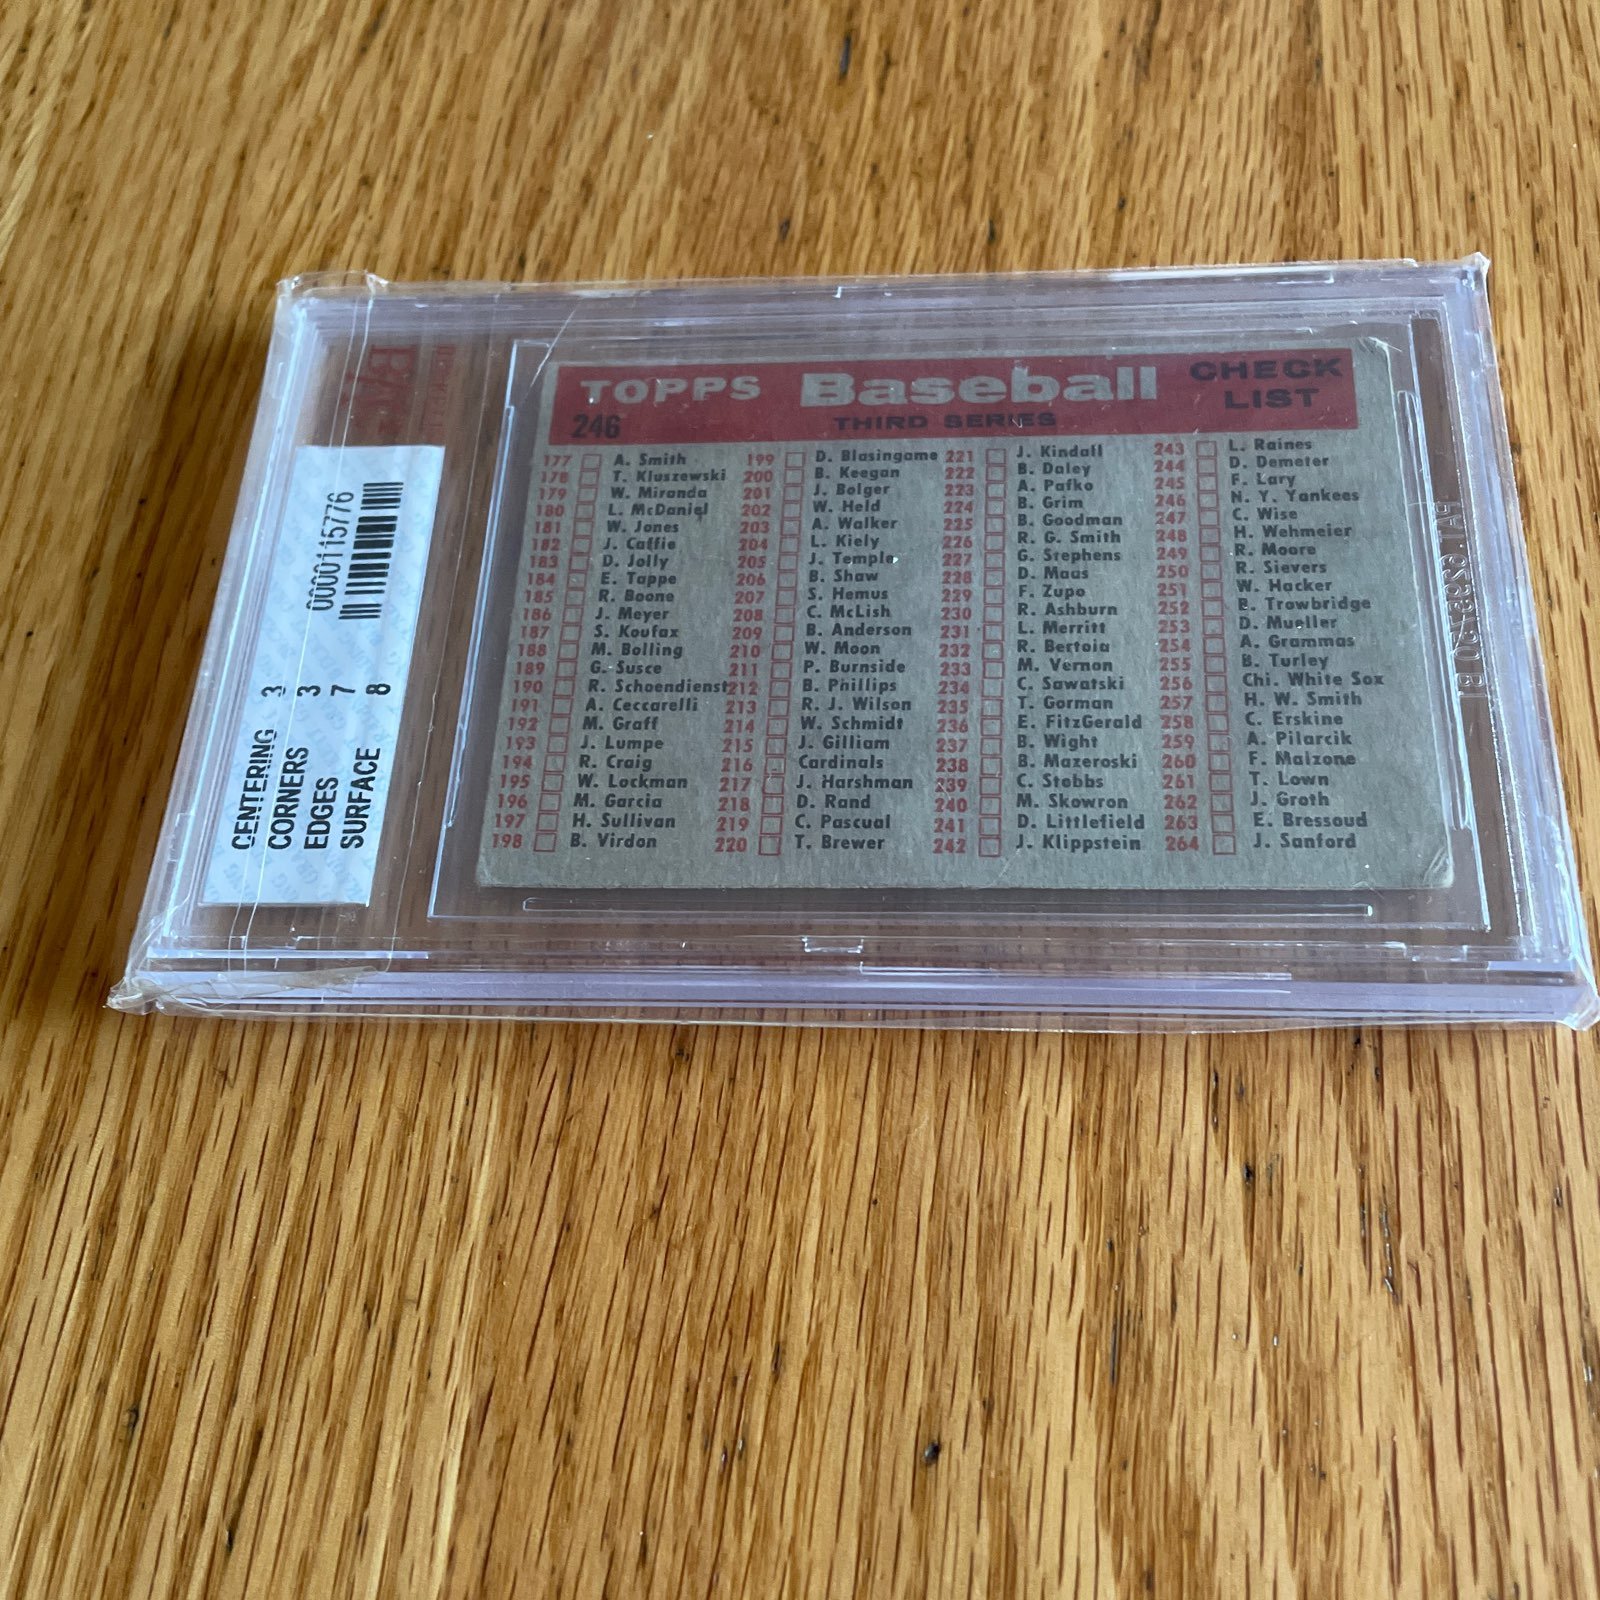 0000115776
CENTERING 3
CORNERS 3
EDGES 7
SURFACE 8
TOPPS Baseball CHECK LIST
246 THIRD SERIES
177 A. Smith 199 D. Blasingame 221 J. Kindall 243 L. Raines
178 T. Kluszewski 200 B. Keegan 222 B. Daley 244 D. Demeter
179 W. Miranda 201 J. Bolger 223 A. Pafko 245 F. Lary
180 L. McDaniel 202 W. Held 224 B. Grim 246 N. Y. Yankees
181 W. Jones 203 A. Walker 225 B. Goodman 247 C. Wise
182 J. Caffie 204 L. Kiely 226 R. G. Smith 248 H. Wehmeier
183 D. Jolly 205 J. Temple 227 G. Stephens 249 R. Moore
184 E. Tappe 206 B. Shaw 228 D. Maas 250 R. Sievers
185 R. Boone 207 S. Hemus 229 F. Zupo 251 W. Hacker
186 J. Meyer 208 C. McLish 230 R. Ashburn 252 B. Trowbridge
187 S. Koufax 209 B. Anderson 231 L. Merritt 253 D. Mueller
188 M. Bolling 210 W. Moon 232 R. Bertoia 254 A. Grammas
189 G. Susce 211 P. Burnside 233 M. Vernon 255 B. Turley
190 R. Schoendienst 212 B. Phillips 234 C. Sawatski 256 Chi. White Sox
191 A. Ceccarelli 213 R. J. Wilson 235 T. Gorman 257 H. W. Smith
192 M. Graff 214 W. Schmidt 236 E. FitzGerald 258 C. Erskine
193 J. Lumpe 215 J. Gilliam 237 B. Wight 259 A. Pilarcik
194 R. Craig 216 Cardinals 238 B. Mazeroski 260 F. Malzone
195 W. Lockman 217 J. Harshman 239 C. Stobbs 261 T. Lown
196 M. Garcia 218 D. Rand 240 M. Skowron 262 J. Groth
197 H. Sullivan 219 C. Pascual 241 D. Littlefield 263 E. Bressoud
198 B. Virdon 220 T. Brewer 242 J. Klippstein 264 J. Sanford